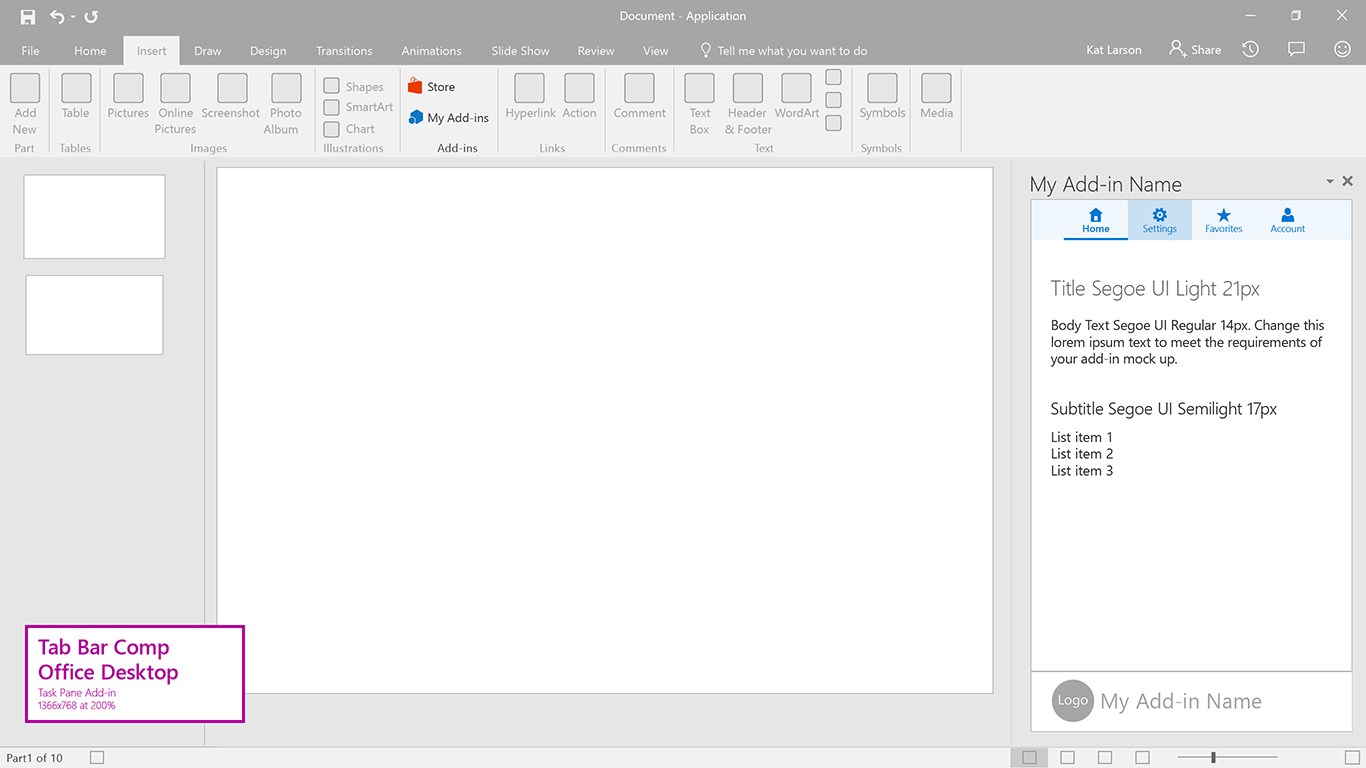 Document - Application
File Home Insert Draw Design Transitions Animations Slide Show Review View Tell me what you want to do Kat Larson Share
Add
New
Part
Table
Tables
Pictures
Online
Pictures
Screenshot
Photo
Album
Images
Shapes
SmartArt
Chart
Illustrations
Store
My Add-ins
Add-ins
Hyperlink
Action
Links
Comment
Comments
Text
Box
Header
& Footer
WordArt
Text
Symbols
Symbols
Media
My Add-in Name
Home Settings Favorites Account
Title Segoe UI Light 21px
Body Text Segoe UI Regular 14px. Change this
lorem ipsum text to meet the requirements of
your add-in mock up.
Subtitle Segoe UI Semilight 17px
List item 1
List item 2
List item 3
Logo My Add-in Name
Tab Bar Comp
Office Desktop
Task Pane Add-in
1366x768 at 200%
Part1 of 10